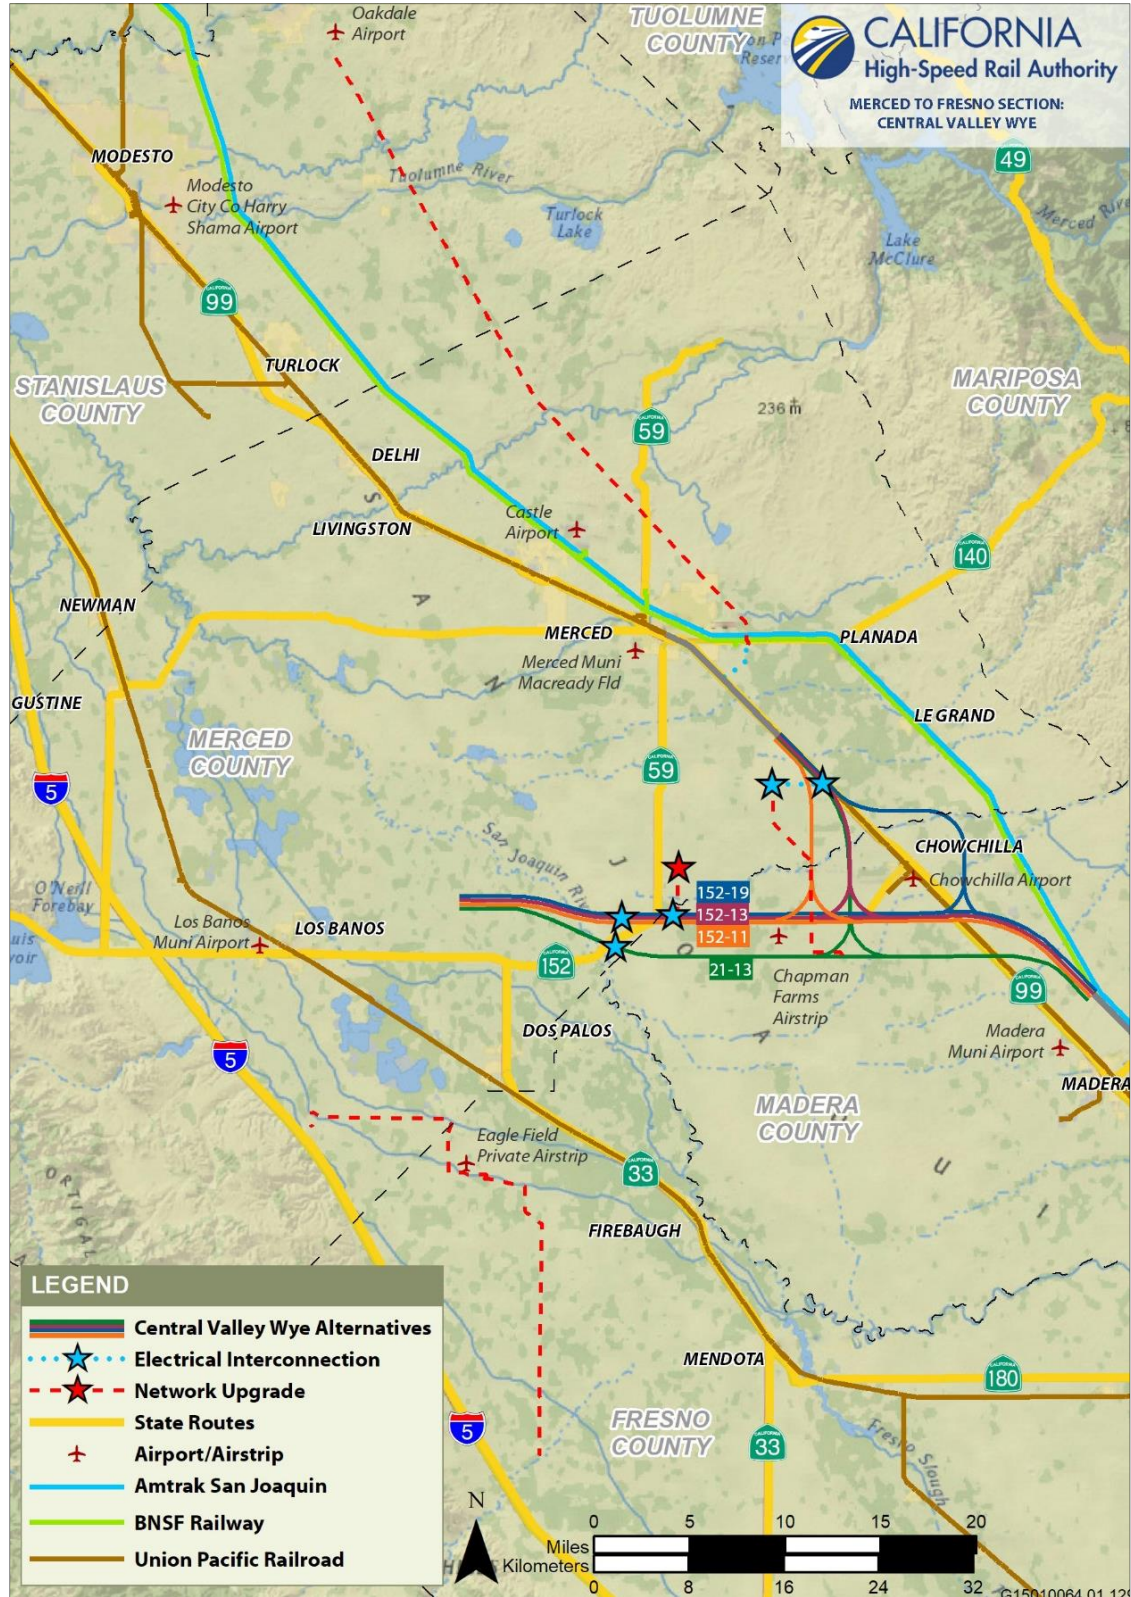 Oakdale
Airport
TUOLUMNE
COUNTY
CALIFORNIA
High-Speed Rail Authority
MERCED TO FRESNO SECTION:
CENTRAL VALLEY WYE
MODESTO
49
Tuolumne River
Modesto
City Co Harry
Shama Airport
Turlock
Lake
Lake
McClure
99
TURLOCK
STANISLAUS
COUNTY
MARIPOSA
COUNTY
236 m
59
DELHI
LIVINGSTON
Castle
Airport
140
NEWMAN
MERCED
PLANADA
Merced Muni
Macready Fld
GUSTINE
LE GRAND
MERCED
COUNTY
59
5
San Joaquin
CHOWCHILLA
Chowchilla Airport
O'Neill
Forebay
152-19
152-13
152-11
Los Banos
Muni Airport
LOS BANOS
152
21-13
Chapman
Farms
Airstrip
99
DOS PALOS
Madera
Muni Airport
5
MADERA
MADERA
COUNTY
Eagle Field
Private Airstrip
33
FIREBAUGH
LEGEND
Central Valley Wye Alternatives
Electrical Interconnection
Network Upgrade
State Routes
Airport/Airstrip
Amtrak San Joaquin
BNSF Railway
Union Pacific Railroad
MENDOTA
180
FRESNO
COUNTY
5
33
Fresno Slough
N
0 5 10 15 20
Miles
Kilometers
0 8 16 24 32